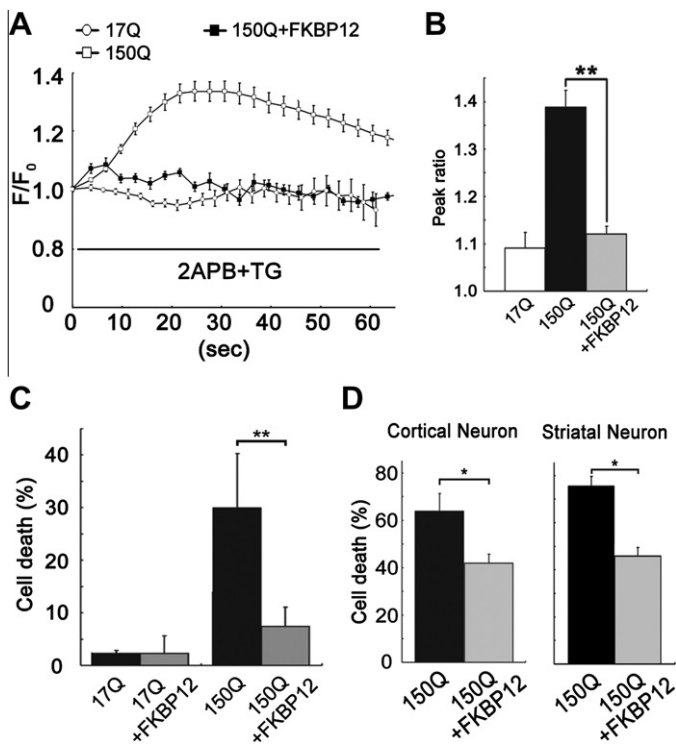 A
17Q
150Q+FKBP12
150Q
F/F0
1.4
1.2
1.0
0.8
0
2APB+TG
0 10 20 30 40 50 60
(sec)
B
**
Peak ratio
1.4
1.3
1.2
1.1
1.0
17Q
150Q
150Q
+FKBP12
C
**
Cell death (%)
40
30
20
10
0
17Q
17Q
+FKBP12
150Q
150Q
+FKBP12
D
Cortical Neuron
Striatal Neuron
*
*
Cell death (%)
80
60
40
20
0
150Q
150Q
+FKBP12
150Q
150Q
+FKBP12